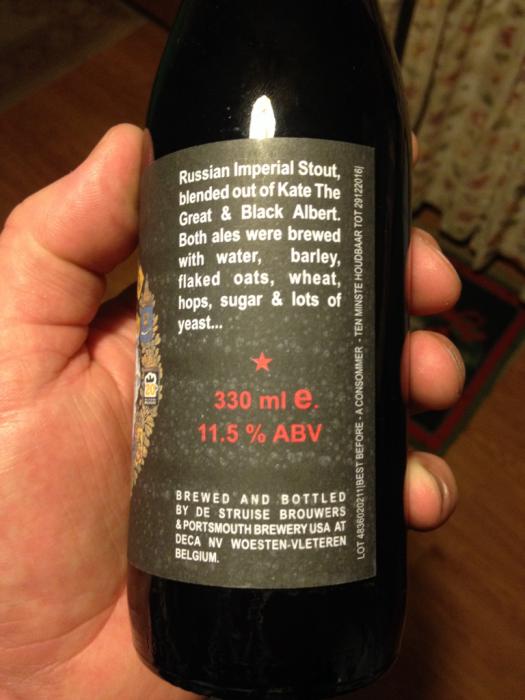 Russian Imperial Stout,
blended out of Kate The
Great & Black Albert.
Both ales were brewed
with water, barley,
flaked oats, wheat,
hops, sugar & lots of
yeast...
330 ml e.
11.5 % ABV
BREWED AND BOTTLED
BY DE STRUISE BROUWERS
& PORTSMOUTH BREWERY USA AT
DECA NV WOESTEN-VLETEREN
BELGIUM.
LOT 4836020211|BEST BEFORE - A CONSOMMER - TEN MINSTE HOUDBAAR TOT 29122016|